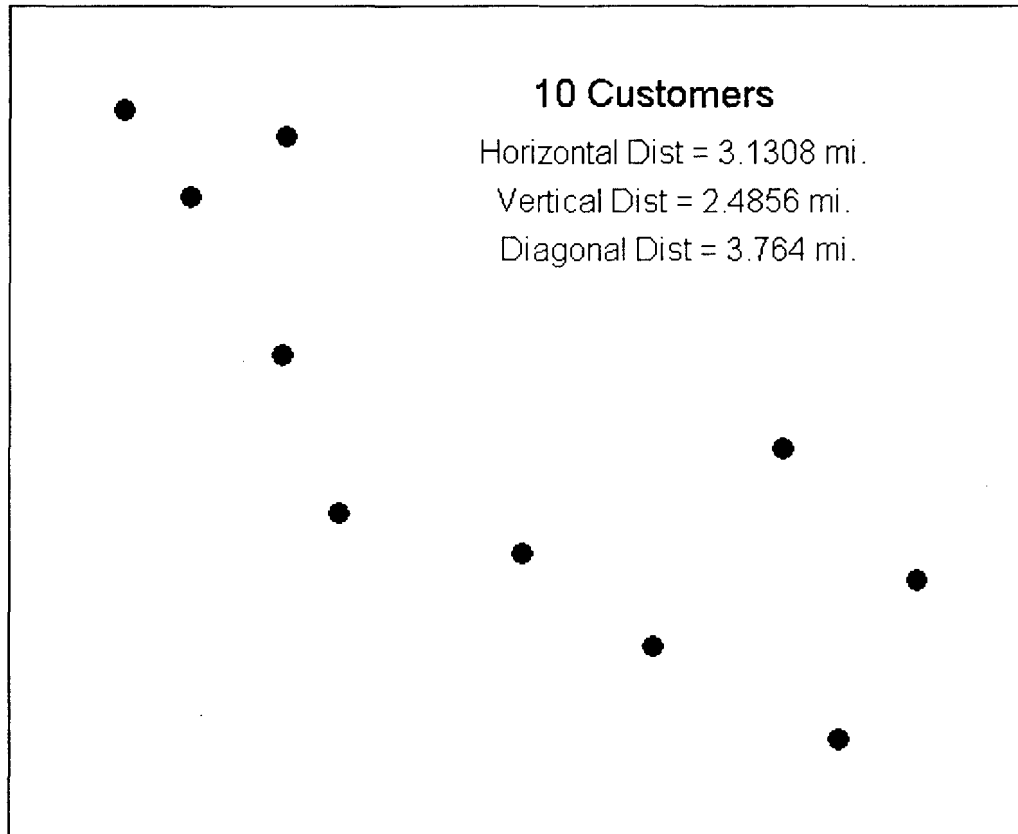 10 Customers
Horizontal Dist = 3.1308 mi.
Vertical Dist = 2.4856 mi.
Diagonal Dist = 3.764 mi.